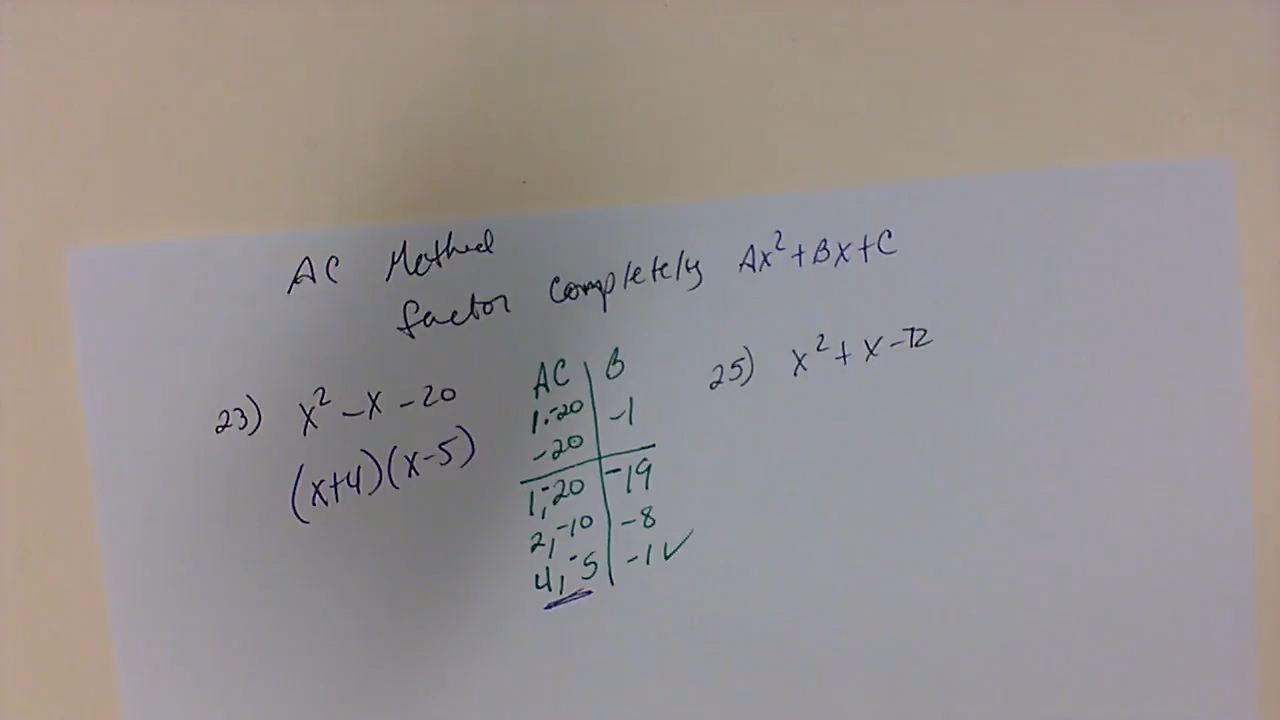 AC Method
factor completely Ax²+Bx+C
23) x² -x -20
(x+4)(x-5)
AC | B
1·-20 | -1
-20
1,-20 | -19
2,-10 | -8
4,-5 | -1 ✓
25) x² + x -72